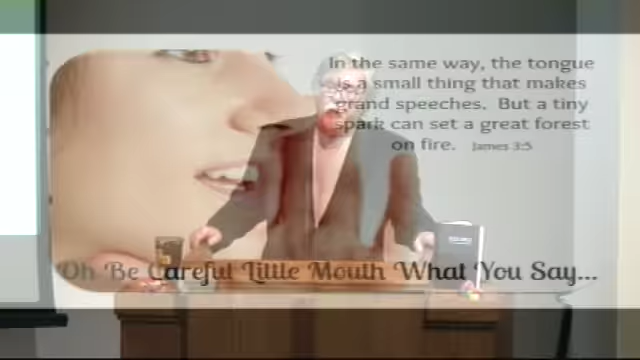 In the same way, the tongue
is a small thing that makes
grand speeches. But a tiny
spark can set a great forest
on fire. James 3:5
Oh Be Careful Little Mouth What You Say...